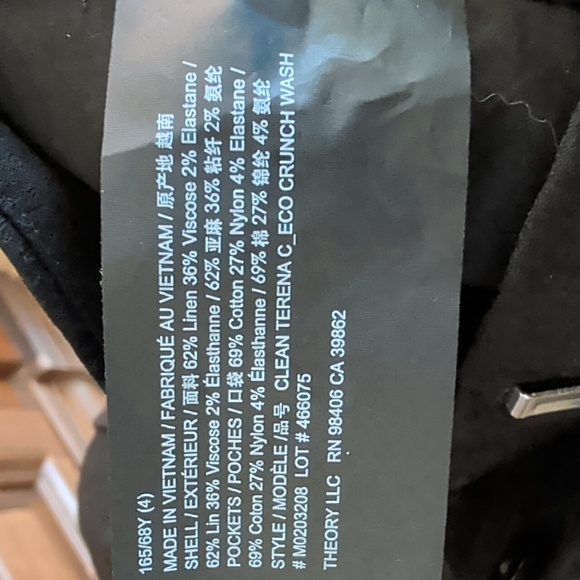 165/68Y (4)
MADE IN VIETNAM / FABRIQUÉ AU VIETNAM / 原产地 越南
SHELL / EXTÉRIEUR / 面料 62% Linen 36% Viscose 2% Elastane /
62% Lin 36% Viscose 2% Élasthanne / 62% 亚麻 36% 粘纤 2% 氨纶
POCKETS / POCHES / 口袋 69% Cotton 27% Nylon 4% Elastane /
69% Coton 27% Nylon 4% Élasthanne / 69% 棉 27% 锦纶 4% 氨纶
STYLE / MODÈLE /品号 CLEAN TERENA C_ECO CRUNCH WASH
# M0203208 LOT # 466075
THEORY LLC RN 98406 CA 39862